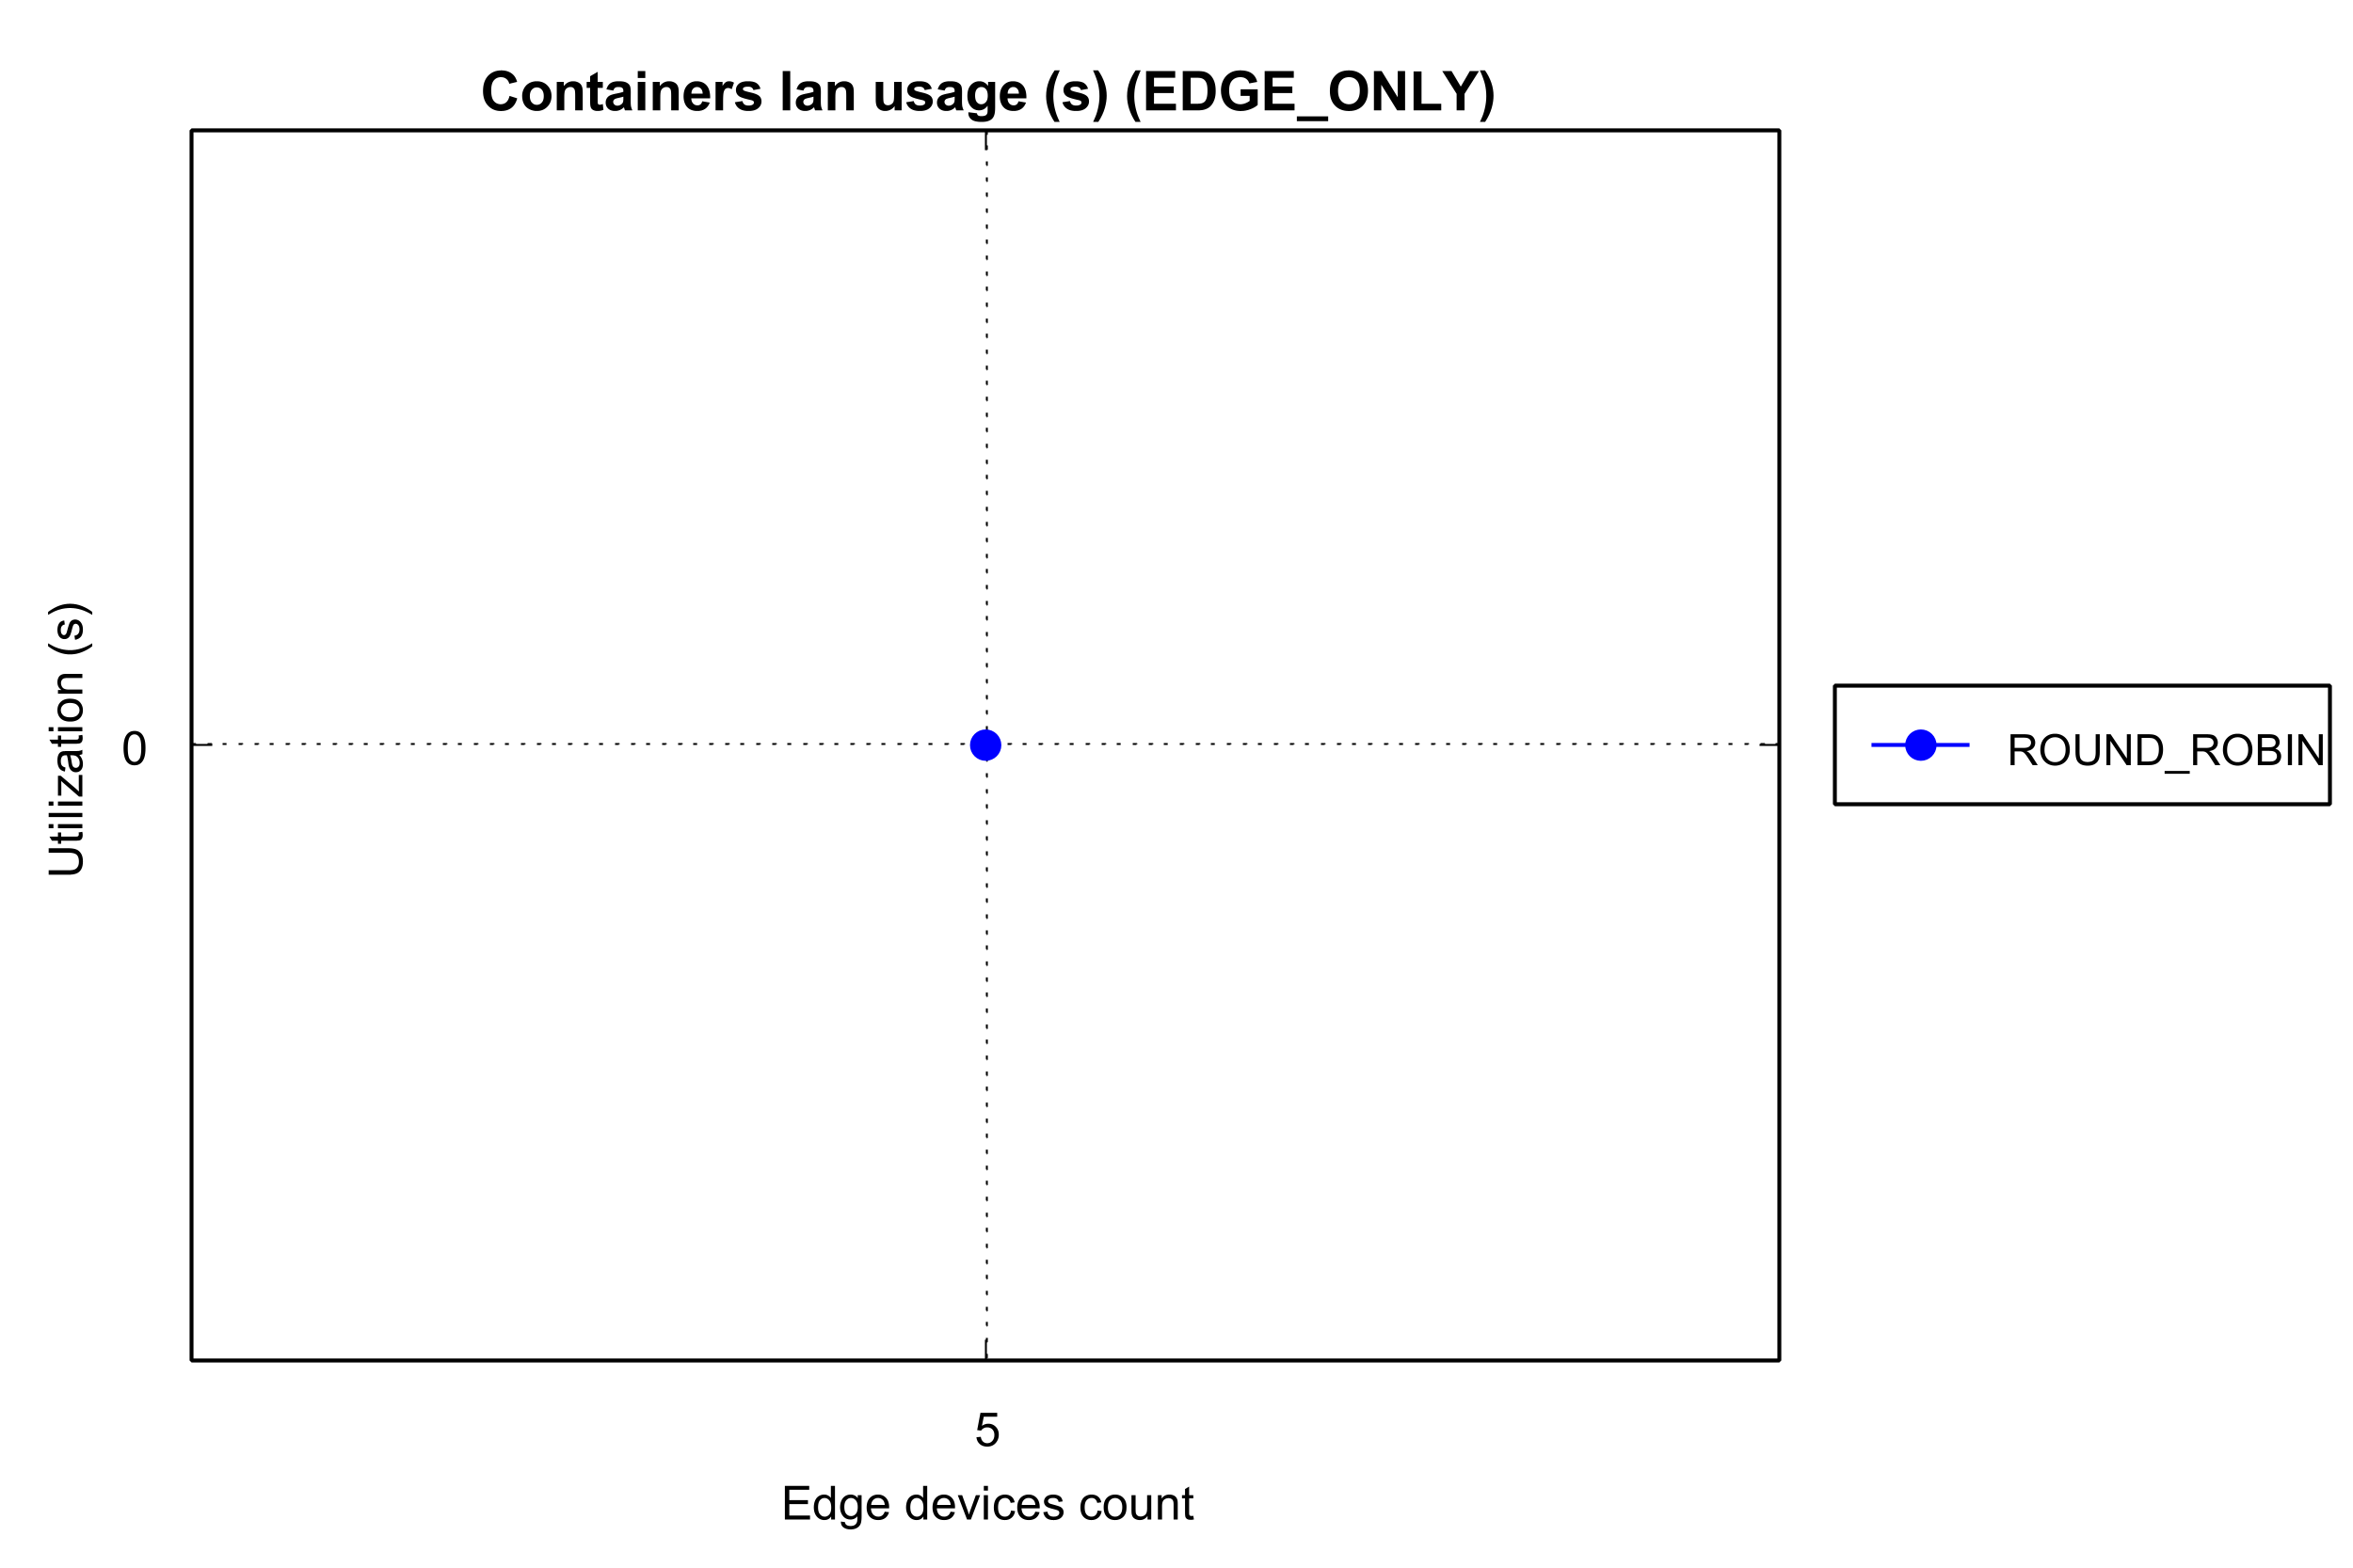 Containers lan usage (s) (EDGE_ONLY)
Utilization (s)
0
ROUND_ROBIN
5
Edge devices count